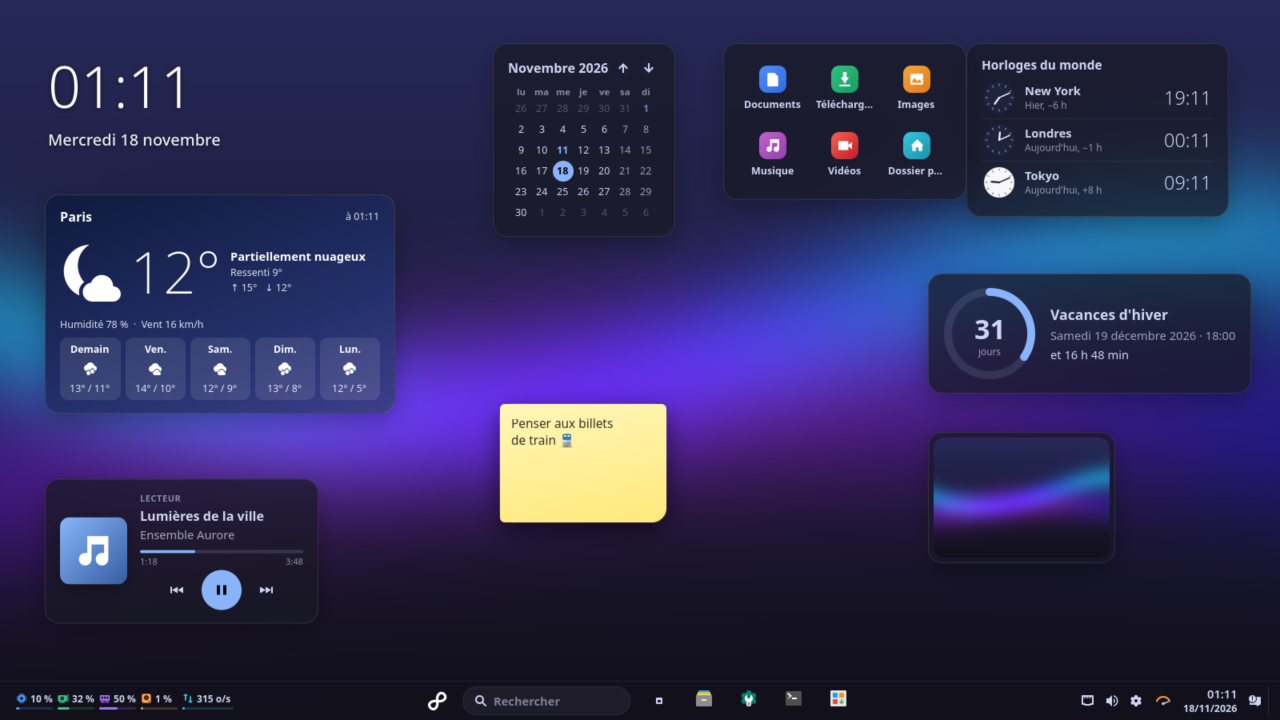 01:11
Mercredi 18 novembre
Paris
à 01:11
12°
Partiellement nuageux
Ressenti 9°
↑ 15° ↓ 12°
Humidité 78 % · Vent 16 km/h
Demain Ven. Sam. Dim. Lun.
13° / 11° 14° / 10° 12° / 9° 13° / 8° 12° / 5°
LECTEUR
Lumières de la ville
Ensemble Aurore
1:18 3:48
Novembre 2026
lu ma me je ve sa di
26 27 28 29 30 31 1
2 3 4 5 6 7 8
9 10 11 12 13 14 15
16 17 18 19 20 21 22
23 24 25 26 27 28 29
30 1 2 3 4 5 6
Penser aux billets
de train 🚆
Documents Télécharg... Images
Musique Vidéos Dossier p...
Horloges du monde
New York
Hier, −6 h
19:11
Londres
Aujourd'hui, −1 h
00:11
Tokyo
Aujourd'hui, +8 h
09:11
31
jours
Vacances d'hiver
Samedi 19 décembre 2026 · 18:00
et 16 h 48 min
10 % 32 % 50 % 1 % 315 o/s
Rechercher
01:11
18/11/2026